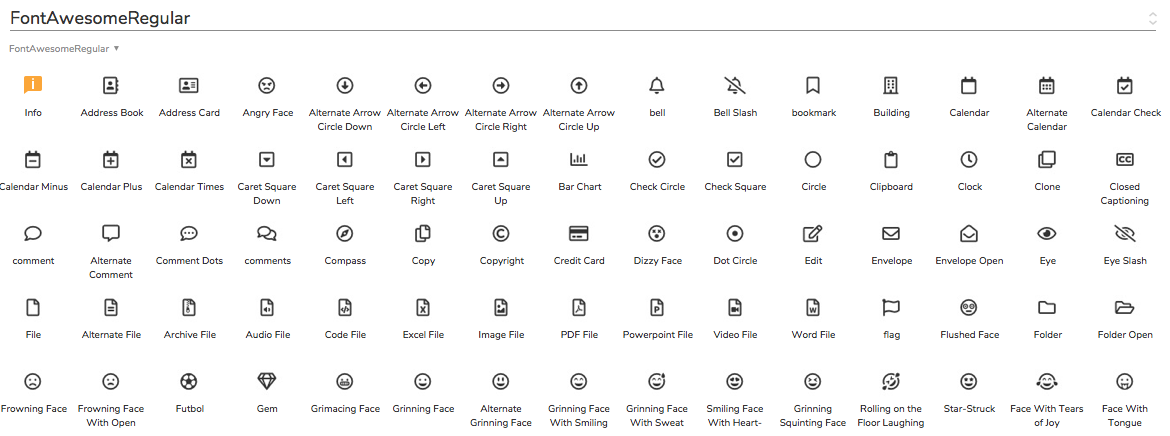 FontAwesomeRegular
FontAwesomeRegular
Info Address Book Address Card Angry Face Alternate Arrow Alternate Arrow Alternate Arrow Alternate Arrow bell Bell Slash bookmark Building Calendar Alternate Calendar Check
Circle Down Circle Left Circle Right Circle Up Calendar
Calendar Minus Calendar Plus Calendar Times Caret Square Caret Square Caret Square Caret Square Bar Chart Check Circle Check Square Circle Clipboard Clock Clone Closed
Down Left Right Up Captioning
comment Alternate Comment Dots comments Compass Copy Copyright Credit Card Dizzy Face Dot Circle Edit Envelope Envelope Open Eye Eye Slash
Comment
File Alternate File Archive File Audio File Code File Excel File Image File PDF File Powerpoint File Video File Word File flag Flushed Face Folder Folder Open
Frowning Face Frowning Face Futbol Gem Grimacing Face Grinning Face Alternate Grinning Face Grinning Face Smiling Face Grinning Rolling on the Star-Struck Face With Tears Face With
With Open Grinning Face With Smiling With Sweat With Heart- Squinting Face Floor Laughing of Joy Tongue